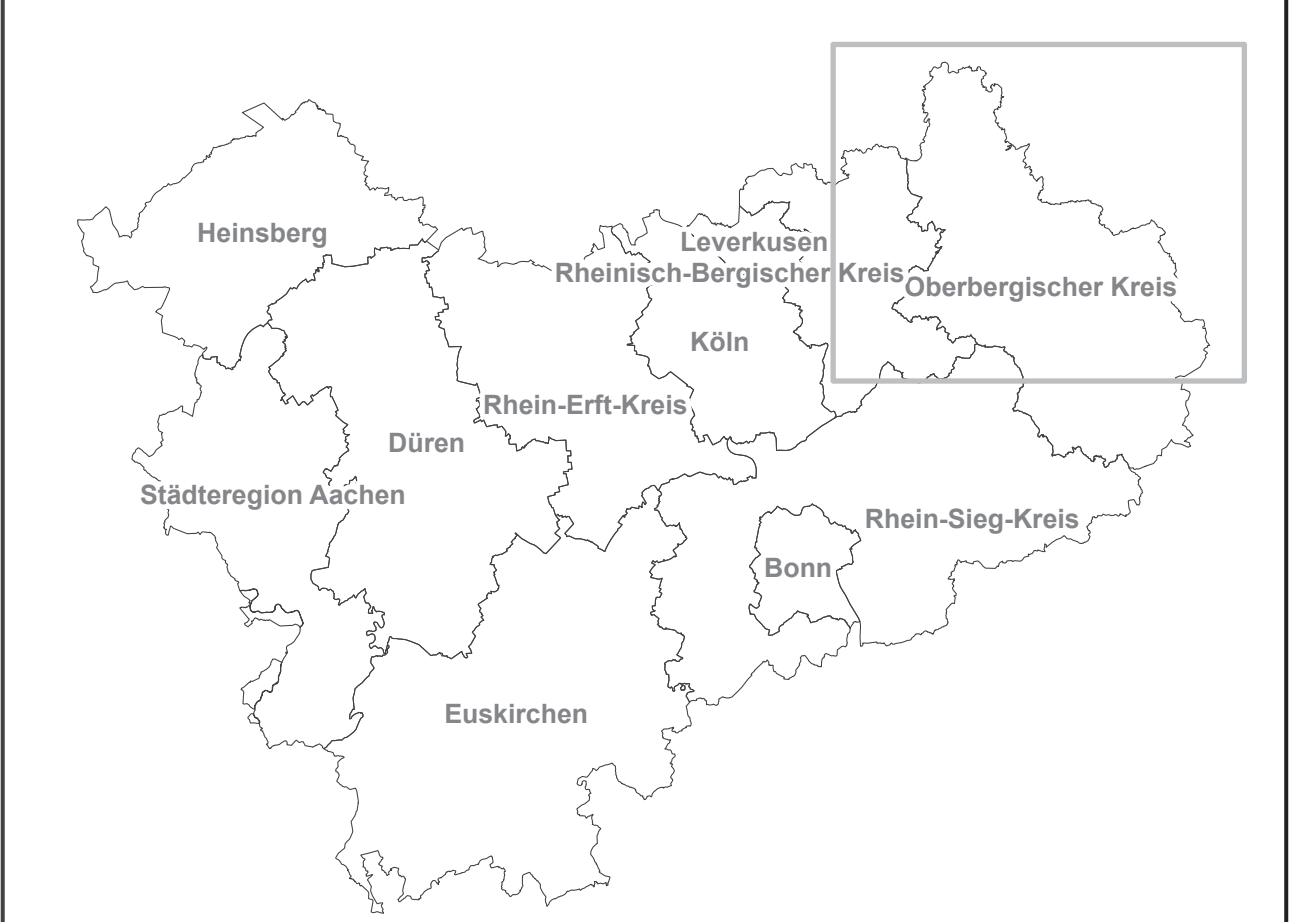 Heinsberg
Leverkusen
Rheinisch-Bergischer Kreis
Oberbergischer Kreis
Köln
Rhein-Erft-Kreis
Düren
Städteregion Aachen
Rhein-Sieg-Kreis
Bonn
Euskirchen